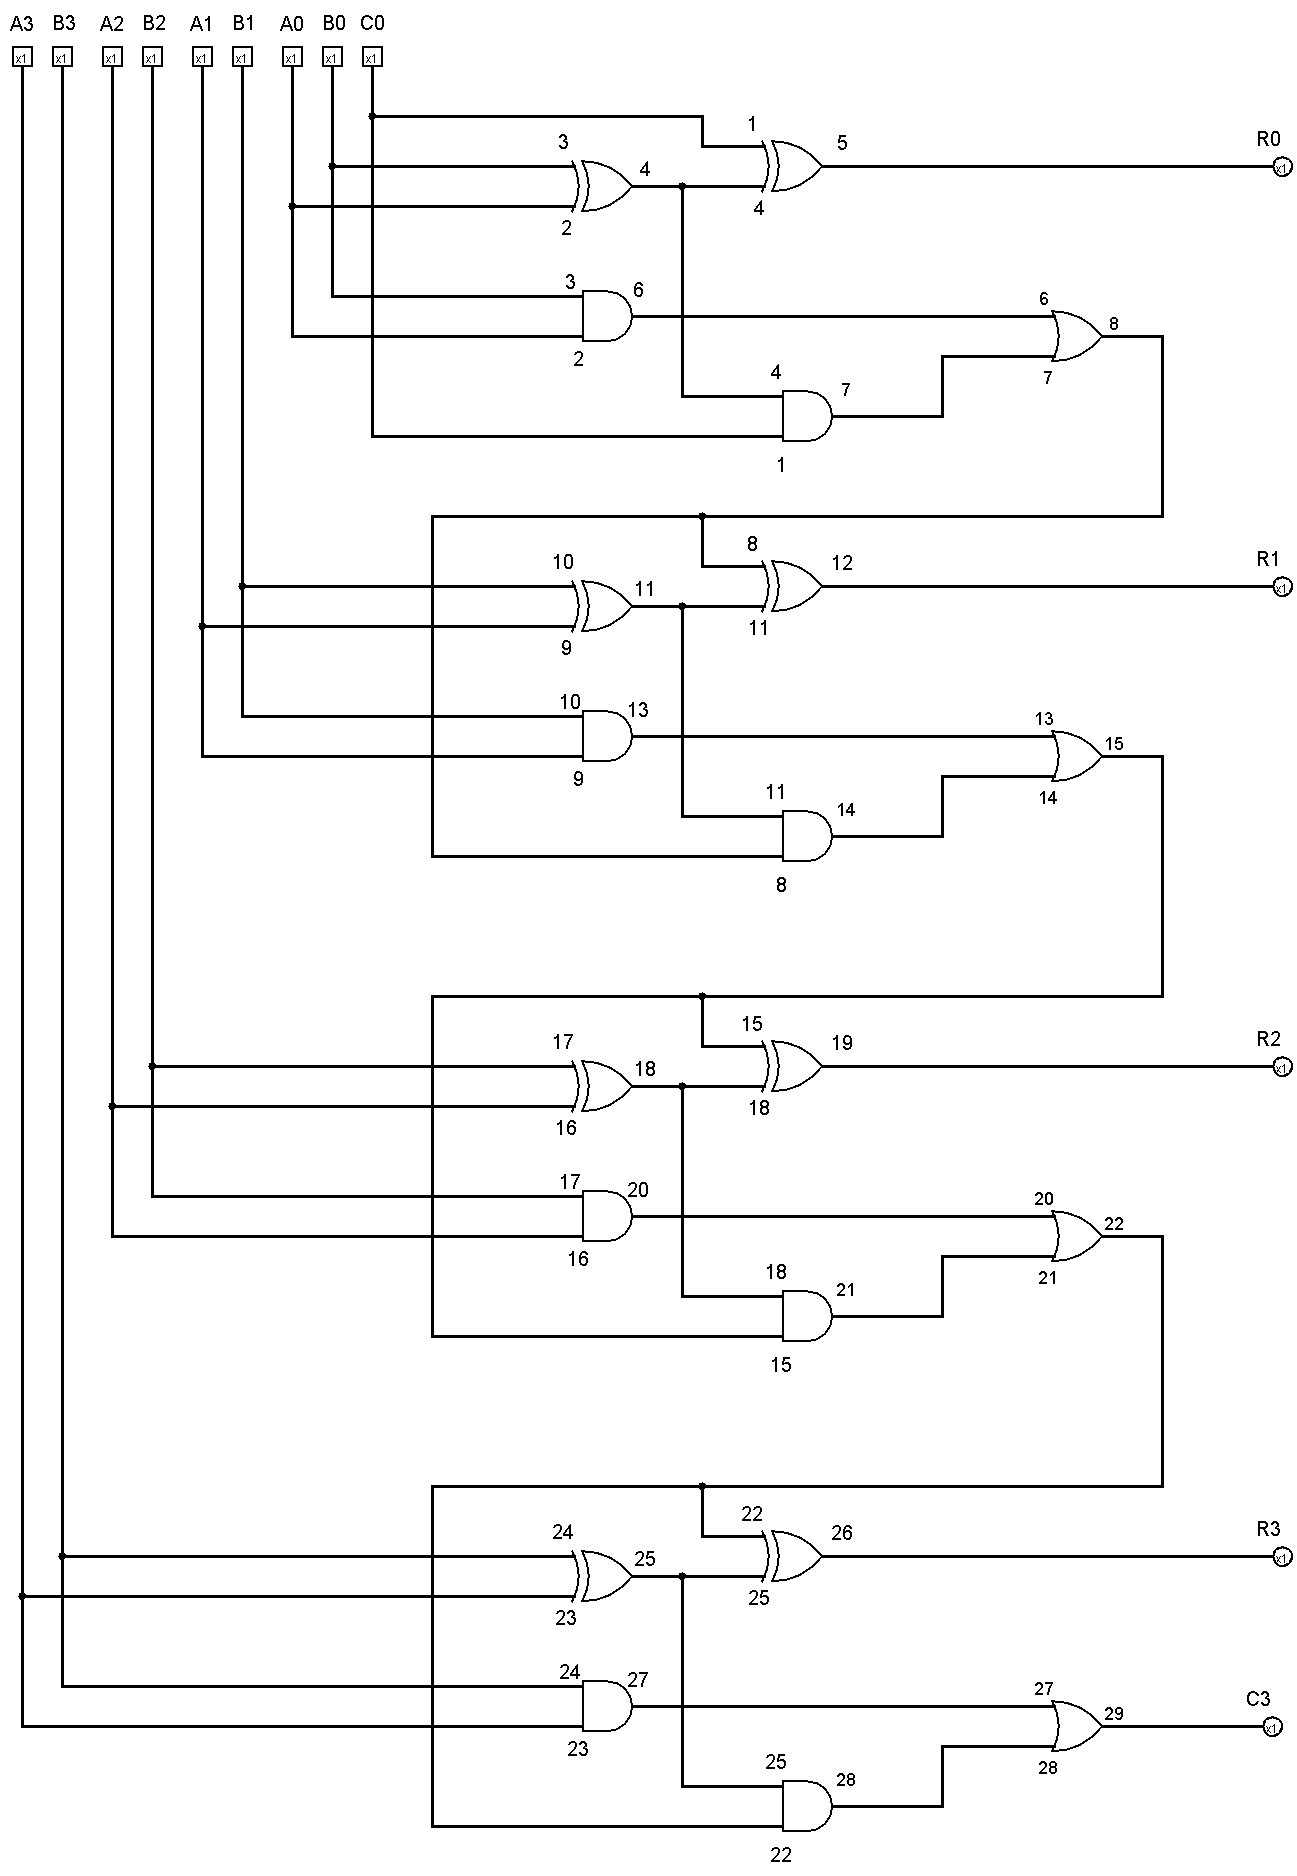 A3 B3 A2 B2 A1 B1 A0 B0 C0
x1 x1 x1 x1 x1 x1 x1 x1 x1
1
3 5 R0
4 x1
2 4
3 6 6
8
2 4 7 7
1
10 8 12 R1
11 x1
9 11
10 13 13
15
9 11 14 14
8
17 15 19 R2
18 x1
16 18
17 20 20
22
16 18 21 21
15
24 22 26 R3
25 x1
23 25
24 27 27 C3
29 x1
23 25 28 28
22